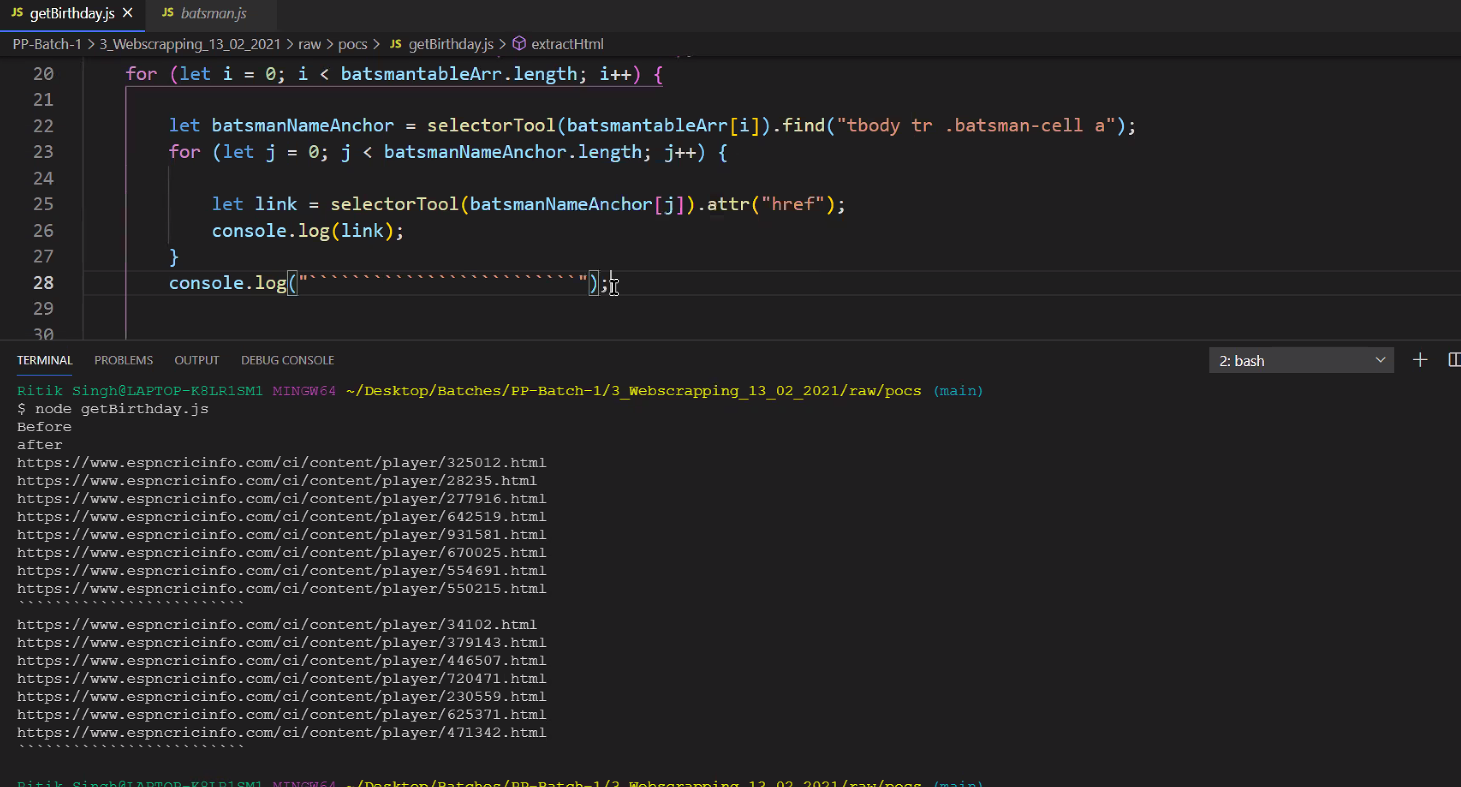 JS getBirthday.js ×  JS batsman.js
PP-Batch-1 > 3_Webscrapping_13_02_2021 > raw > pocs > JS getBirthday.js > extractHtml
20 for (let i = 0; i < batsmantableArr.length; i++) {
21
22 let batsmanNameAnchor = selectorTool(batsmantableArr[i]).find("tbody tr .batsman-cell a");
23 for (let j = 0; j < batsmanNameAnchor.length; j++) {
24
25 let link = selectorTool(batsmanNameAnchor[j]).attr("href");
26 console.log(link);
27 }
28 console.log("`````````````````````````");
29
30
TERMINAL PROBLEMS OUTPUT DEBUG CONSOLE 2: bash
Ritik Singh@LAPTOP-K8LR1SM1 MINGW64 ~/Desktop/Batches/PP-Batch-1/3_Webscrapping_13_02_2021/raw/pocs (main)
$ node getBirthday.js
Before
after
https://www.espncricinfo.com/ci/content/player/325012.html
https://www.espncricinfo.com/ci/content/player/28235.html
https://www.espncricinfo.com/ci/content/player/277916.html
https://www.espncricinfo.com/ci/content/player/642519.html
https://www.espncricinfo.com/ci/content/player/931581.html
https://www.espncricinfo.com/ci/content/player/670025.html
https://www.espncricinfo.com/ci/content/player/554691.html
https://www.espncricinfo.com/ci/content/player/550215.html
`````````````````````````
https://www.espncricinfo.com/ci/content/player/34102.html
https://www.espncricinfo.com/ci/content/player/379143.html
https://www.espncricinfo.com/ci/content/player/446507.html
https://www.espncricinfo.com/ci/content/player/720471.html
https://www.espncricinfo.com/ci/content/player/230559.html
https://www.espncricinfo.com/ci/content/player/625371.html
https://www.espncricinfo.com/ci/content/player/471342.html
`````````````````````````
Ritik Singh@LAPTOP-K8LR1SM1 MINGW64 ~/Desktop/Batches/PP-Batch-1/3_Webscrapping_13_02_2021/raw/pocs (main)